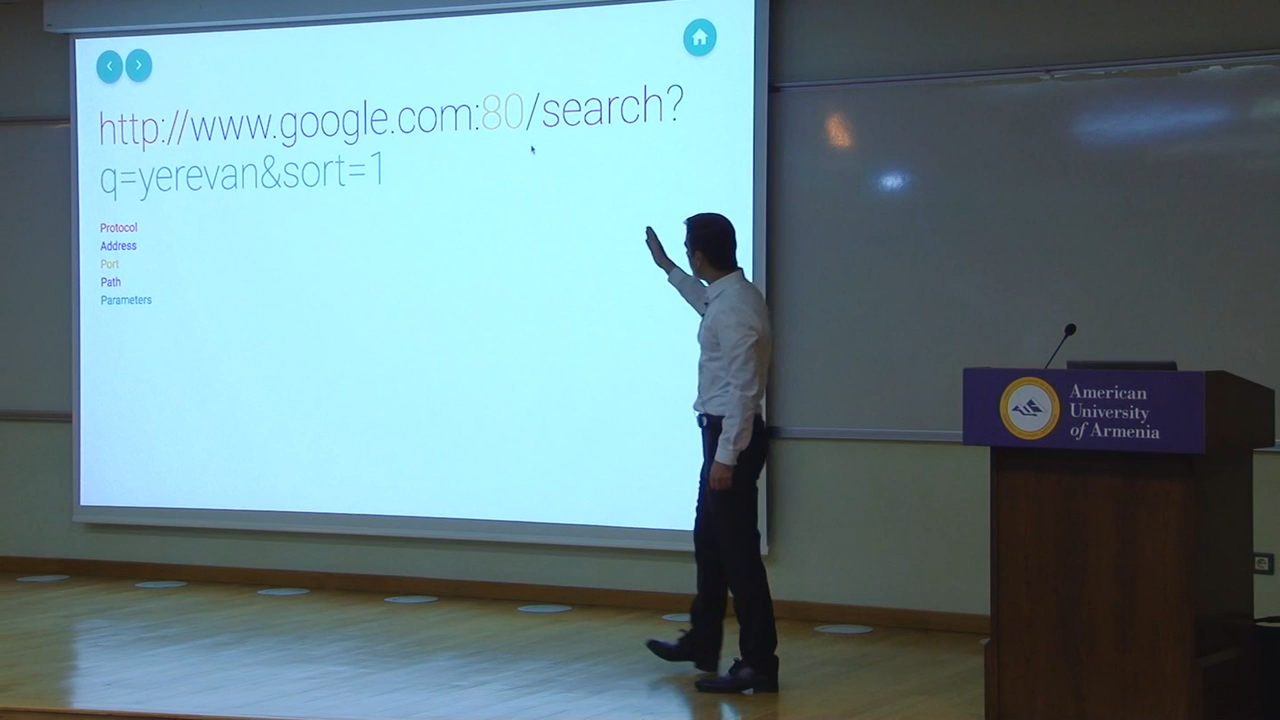 http://www.google.com:80/search?
q=yerevan&sort=1
Protocol
Address
Port
Path
Parameters
American
University
of Armenia